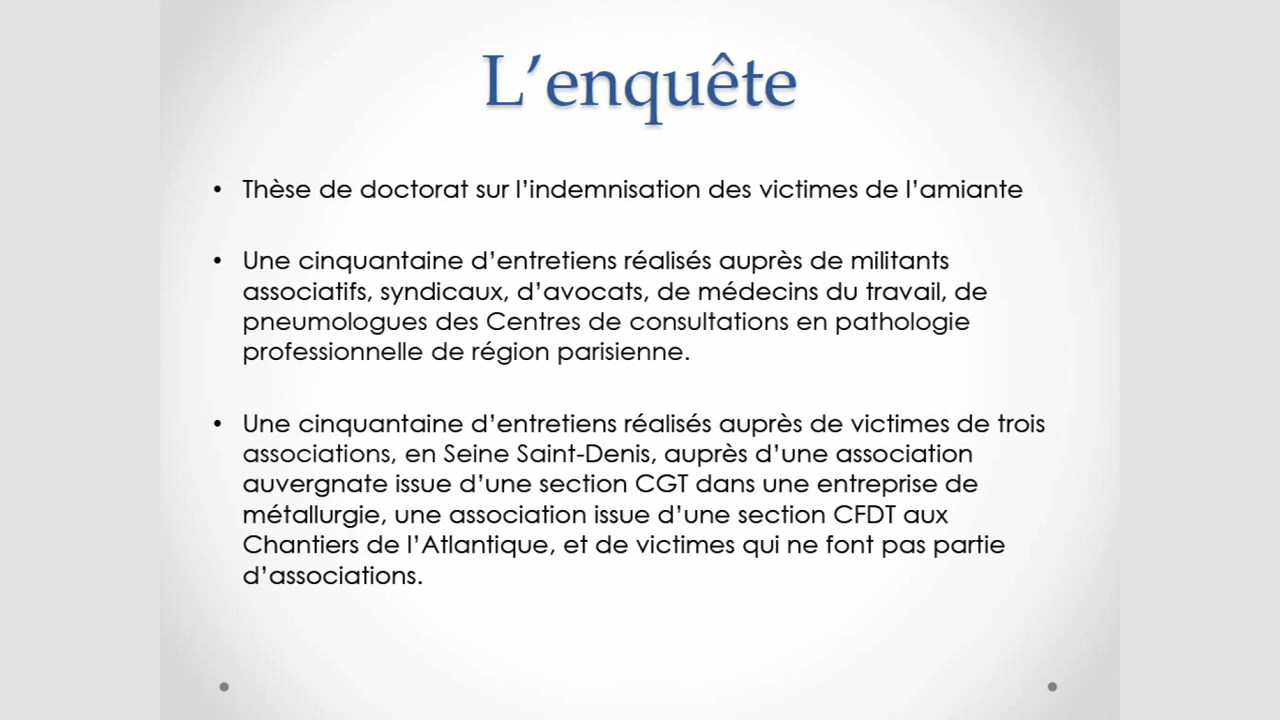 L’enquête
• Thèse de doctorat sur l’indemnisation des victimes de l’amiante
• Une cinquantaine d’entretiens réalisés auprès de militants
associatifs, syndicaux, d’avocats, de médecins du travail, de
pneumologues des Centres de consultations en pathologie
professionnelle de région parisienne.
• Une cinquantaine d’entretiens réalisés auprès de victimes de trois
associations, en Seine Saint-Denis, auprès d’une association
auvergnate issue d’une section CGT dans une entreprise de
métallurgie, une association issue d’une section CFDT aux
Chantiers de l’Atlantique, et de victimes qui ne font pas partie
d’associations.